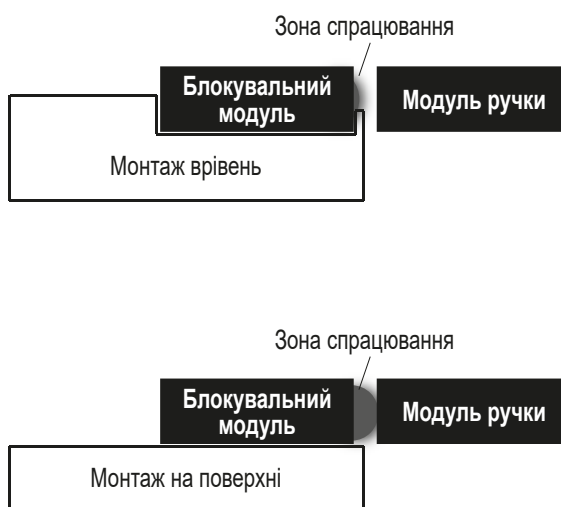 Зона спрацювання
Блокувальний
модуль
Модуль ручки
Монтаж врівень
Зона спрацювання
Блокувальний
модуль
Модуль ручки
Монтаж на поверхні